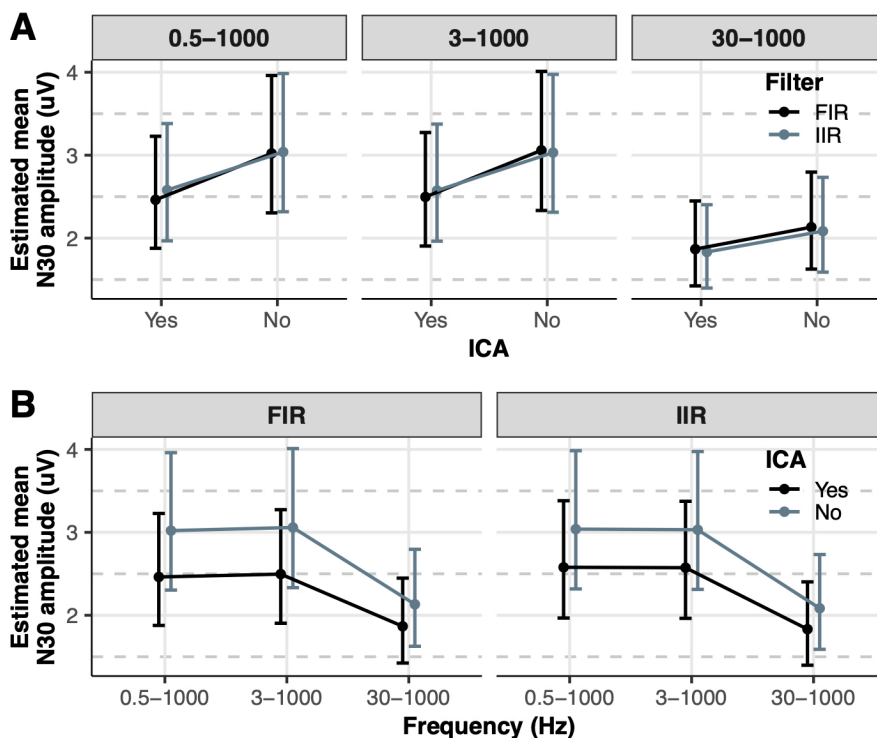 A
0.5–1000
3–1000
30–1000
Estimated mean
N30 amplitude (uV)
4
3
2
Filter
FIR
IIR
Yes
No
Yes
No
Yes
No
ICA
B
FIR
IIR
Estimated mean
N30 amplitude (uV)
4
3
2
ICA
Yes
No
0.5–1000
3–1000
30–1000
0.5–1000
3–1000
30–1000
Frequency (Hz)